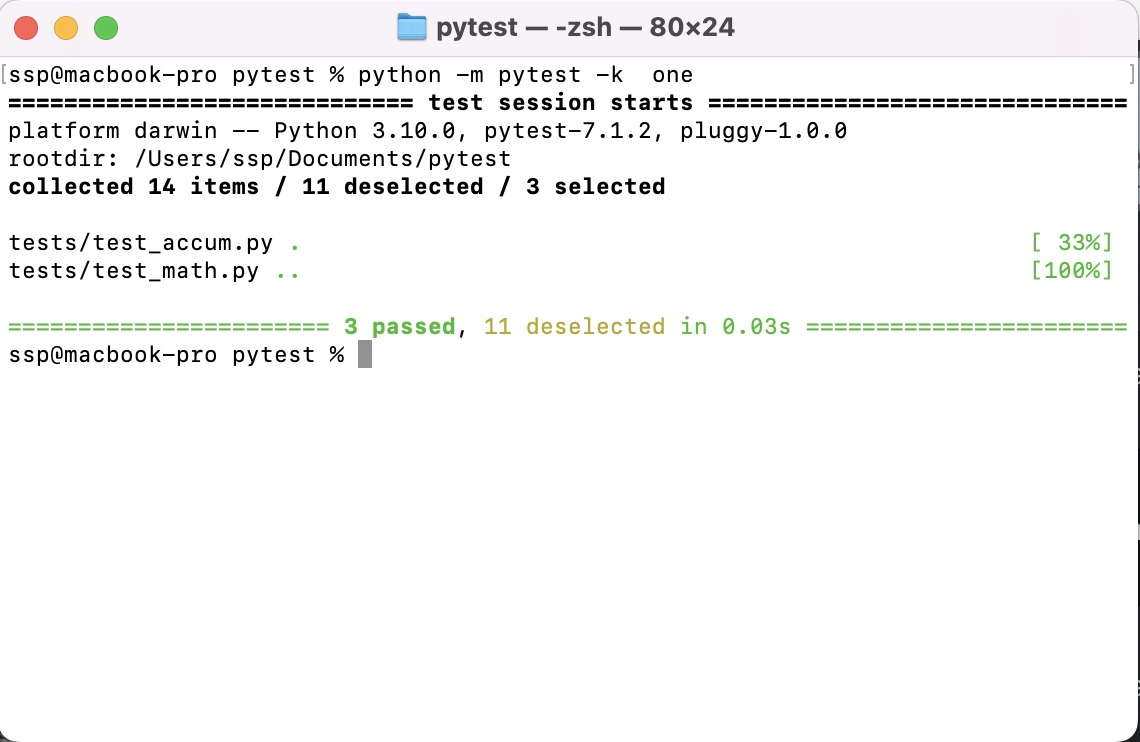 pytest — -zsh — 80×24
[ssp@macbook-pro pytest % python -m pytest -k  one ]
============================= test session starts ==============================
platform darwin -- Python 3.10.0, pytest-7.1.2, pluggy-1.0.0
rootdir: /Users/ssp/Documents/pytest
collected 14 items / 11 deselected / 3 selected
tests/test_accum.py . [ 33%]
tests/test_math.py .. [100%]
======================= 3 passed, 11 deselected in 0.03s =======================
ssp@macbook-pro pytest %